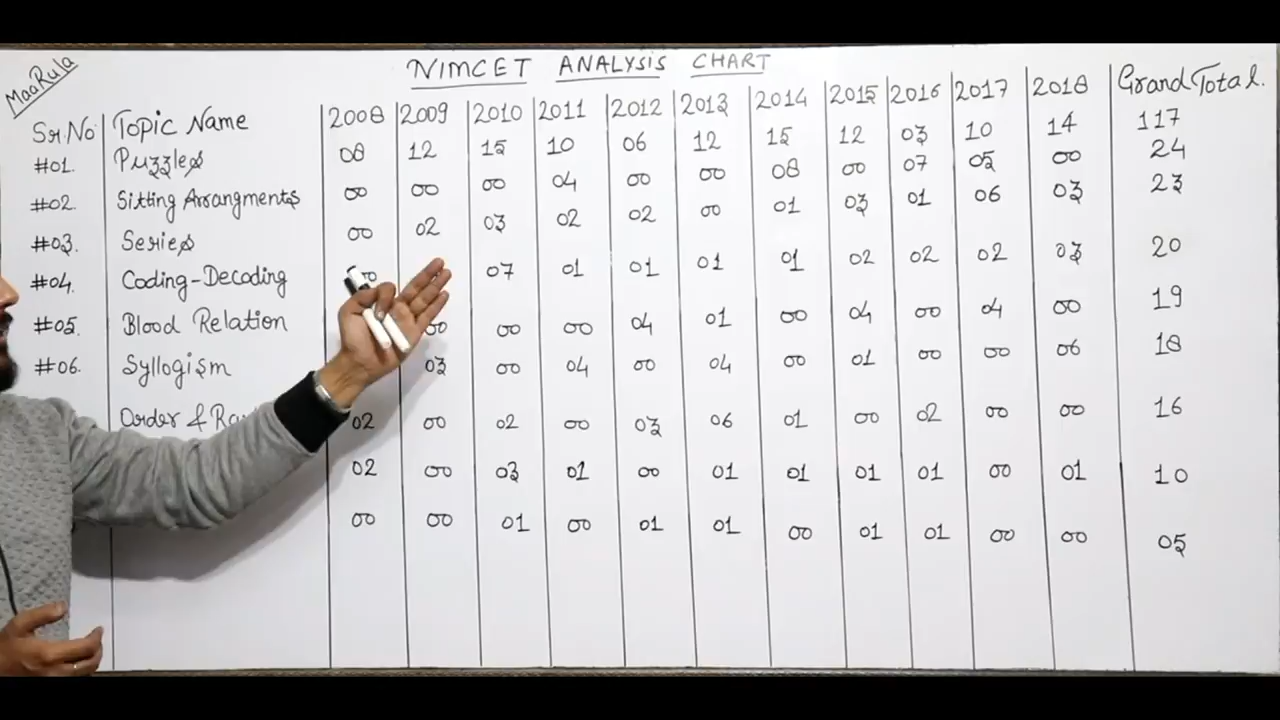 MaaRula
NIMCET ANALYSIS CHART
Sr.No. Topic Name 2008 2009 2010 2011 2012 2013 2014 2015 2016 2017 2018 Grand Total.
#01. Puzzles 08 12 15 10 06 12 15 12 03 10 14 117
#02. Sitting Arrangments 00 00 00 04 00 00 08 00 07 05 00 24
#03. Series 00 02 03 02 02 00 01 03 01 06 03 23
#04. Coding-Decoding 07 01 01 01 01 02 02 02 03 20
#05. Blood Relation 00 00 00 04 01 00 04 00 04 00 19
#06. Syllogism 03 00 04 00 04 00 01 00 00 06 18
Order & 02 00 02 00 03 06 01 00 02 00 00 16
02 00 03 01 00 01 01 01 01 00 01 10
00 00 01 00 01 01 00 01 01 00 00 05